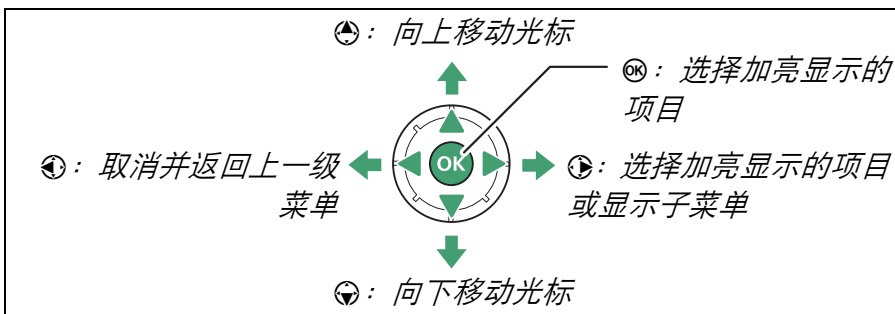 ：向上移动光标
OK：选择加亮显示的
项目
：取消并返回上一级
菜单
OK
：选择加亮显示的项目
或显示子菜单
：向下移动光标